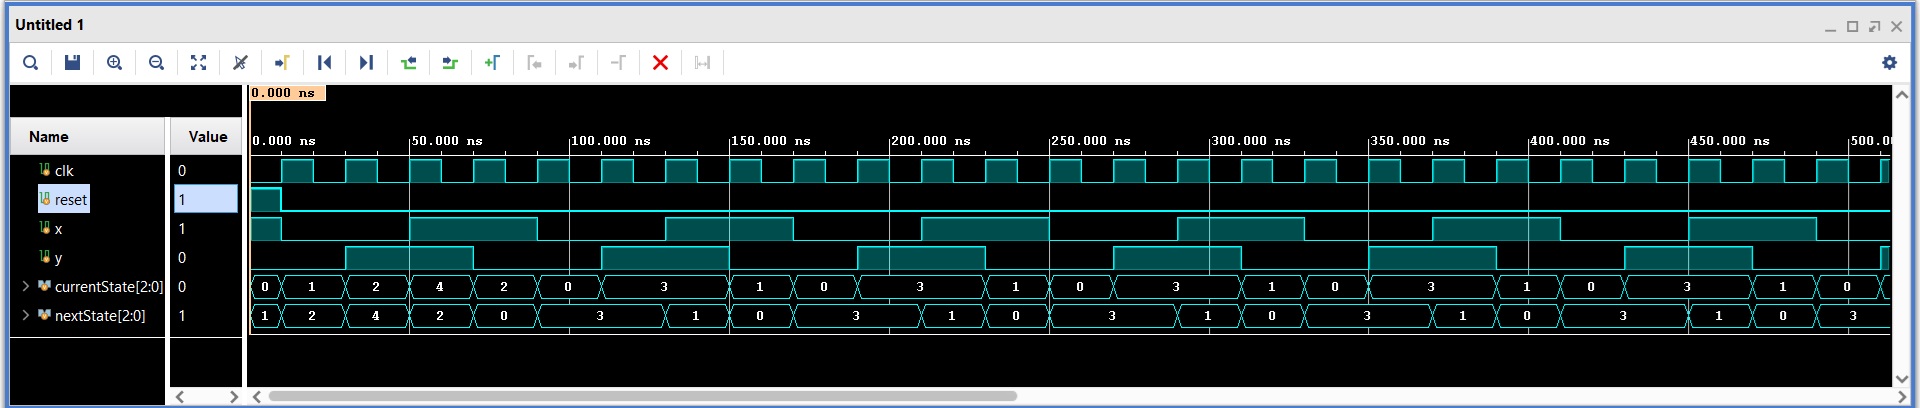 Untitled 1
0.000 ns
Name Value
0.000 ns 50.000 ns 100.000 ns 150.000 ns 200.000 ns 250.000 ns 300.000 ns 350.000 ns 400.000 ns 450.000 ns 500.0
clk 0
reset 1
x 1
y 0
currentState[2:0] 0 0 1 2 4 2 0 3 1 0 3 1 0 3 1 0 3 1 0 3 1 0
nextState[2:0] 1 1 2 4 2 0 3 1 0 3 1 0 3 1 0 3 1 0 3 1 0 3